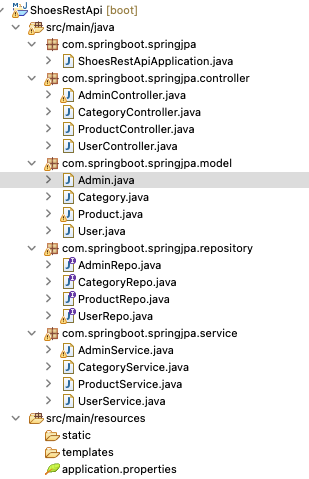 ShoesRestApi [boot]
src/main/java
com.springboot.springjpa
ShoesRestApiApplication.java
com.springboot.springjpa.controller
AdminController.java
CategoryController.java
ProductController.java
UserController.java
com.springboot.springjpa.model
Admin.java
Category.java
Product.java
User.java
com.springboot.springjpa.repository
AdminRepo.java
CategoryRepo.java
ProductRepo.java
UserRepo.java
com.springboot.springjpa.service
AdminService.java
CategoryService.java
ProductService.java
UserService.java
src/main/resources
static
templates
application.properties